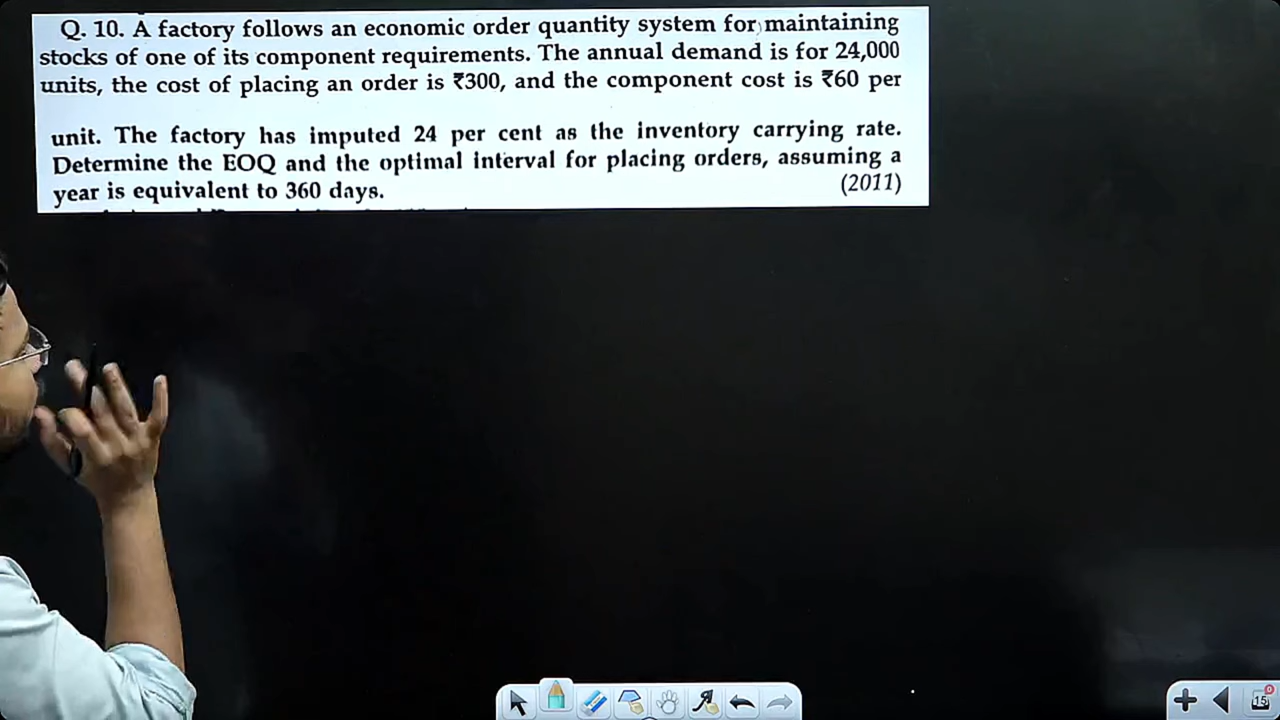 Q. 10. A factory follows an economic order quantity system for maintaining
stocks of one of its component requirements. The annual demand is for 24,000
units, the cost of placing an order is ₹300, and the component cost is ₹60 per
unit. The factory has imputed 24 per cent as the inventory carrying rate.
Determine the EOQ and the optimal interval for placing orders, assuming a
year is equivalent to 360 days.
(2011)
15